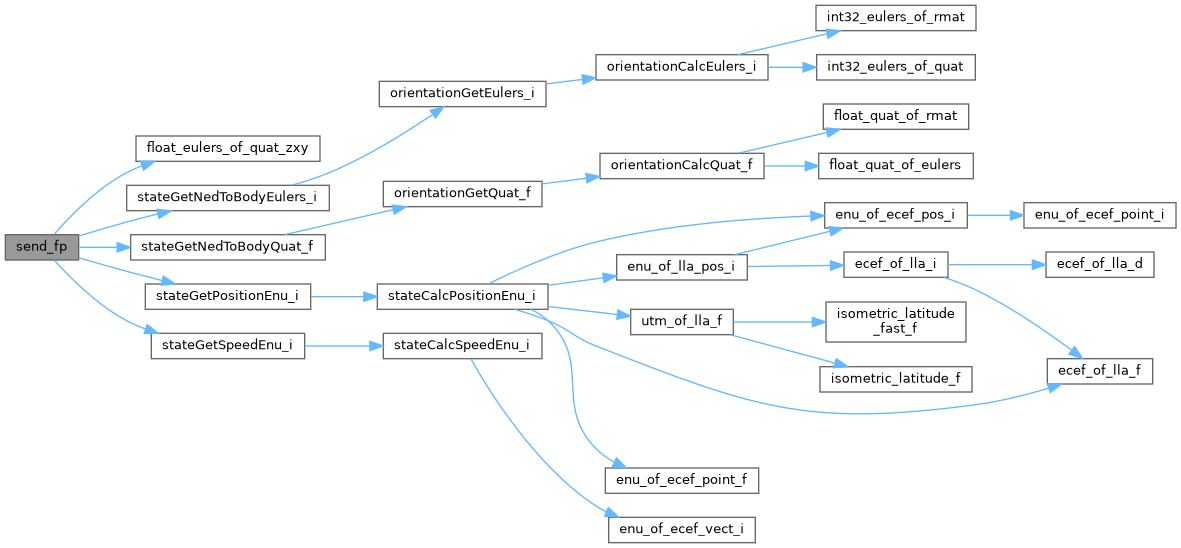 send_fp
float_eulers_of_quat_zxy
stateGetNedToBodyEulers_i
stateGetNedToBodyQuat_f
stateGetPositionEnu_i
stateGetSpeedEnu_i
orientationGetEulers_i
orientationGetQuat_f
stateCalcPositionEnu_i
stateCalcSpeedEnu_i
orientationCalcEulers_i
orientationCalcQuat_f
enu_of_lla_pos_i
utm_of_lla_f
enu_of_ecef_point_f
enu_of_ecef_vect_i
int32_eulers_of_rmat
int32_eulers_of_quat
float_quat_of_rmat
float_quat_of_eulers
enu_of_ecef_pos_i
ecef_of_lla_i
isometric_latitude
_fast_f
isometric_latitude_f
enu_of_ecef_point_i
ecef_of_lla_d
ecef_of_lla_f